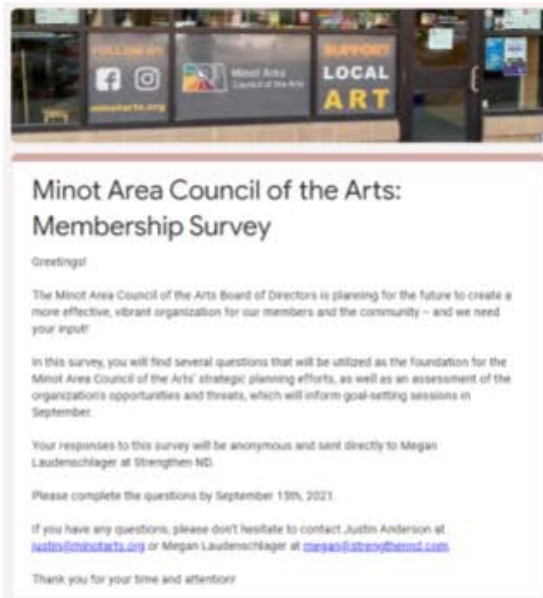 FOLLOW US
SUPPORT
LOCAL
ART
Minot Area
Council of the Arts
minotarts.org
Minot Area Council of the Arts:
Membership Survey
Greetings!
The Minot Area Council of the Arts Board of Directors is planning for the future to create a
more effective, vibrant organization for our members and the community – and we need
your input!
In this survey, you will find several questions that will be utilized as the foundation for the
Minot Area Council of the Arts' strategic planning efforts, as well as an assessment of the
organization's opportunities and threats, which will inform goal-setting sessions in
September.
Your responses to this survey will be anonymous and sent directly to Megan
Laudenschlager at Strengthen ND.
Please complete the questions by September 15th, 2021.
If you have any questions, please don't hesitate to contact Justin Anderson at
justin@minotarts.org or Megan Laudenschlager at megan@strengthennd.com.
Thank you for your time and attention!